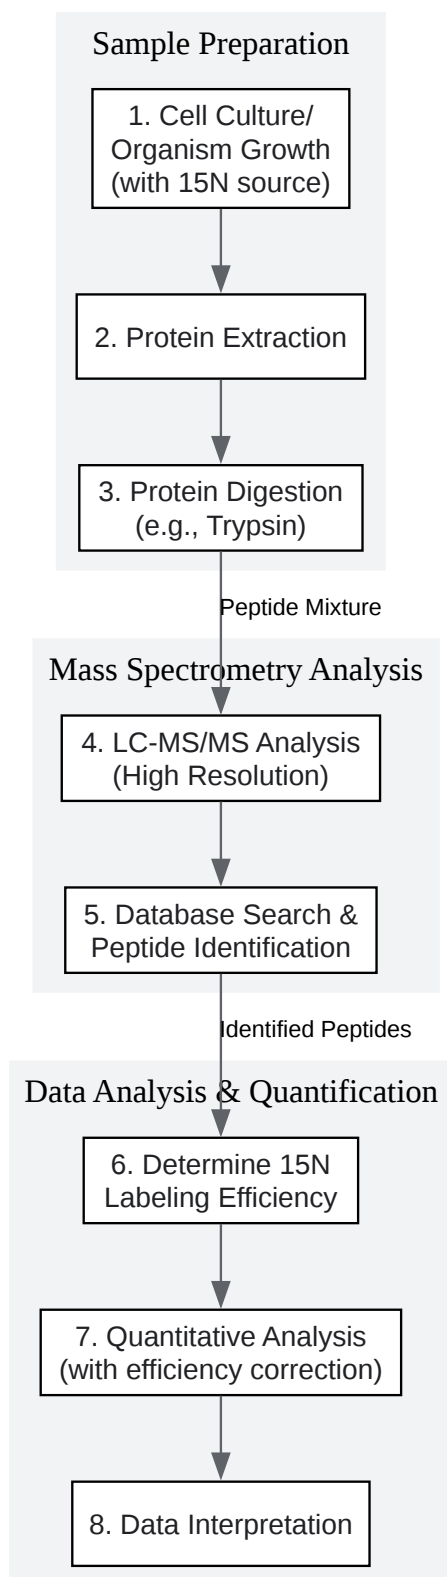 Sample Preparation
1. Cell Culture/
Organism Growth
(with 15N source)
2. Protein Extraction
3. Protein Digestion
(e.g., Trypsin)
Peptide Mixture
Mass Spectrometry Analysis
4. LC-MS/MS Analysis
(High Resolution)
5. Database Search &
Peptide Identification
Identified Peptides
Data Analysis & Quantification
6. Determine 15N
Labeling Efficiency
7. Quantitative Analysis
(with efficiency correction)
8. Data Interpretation